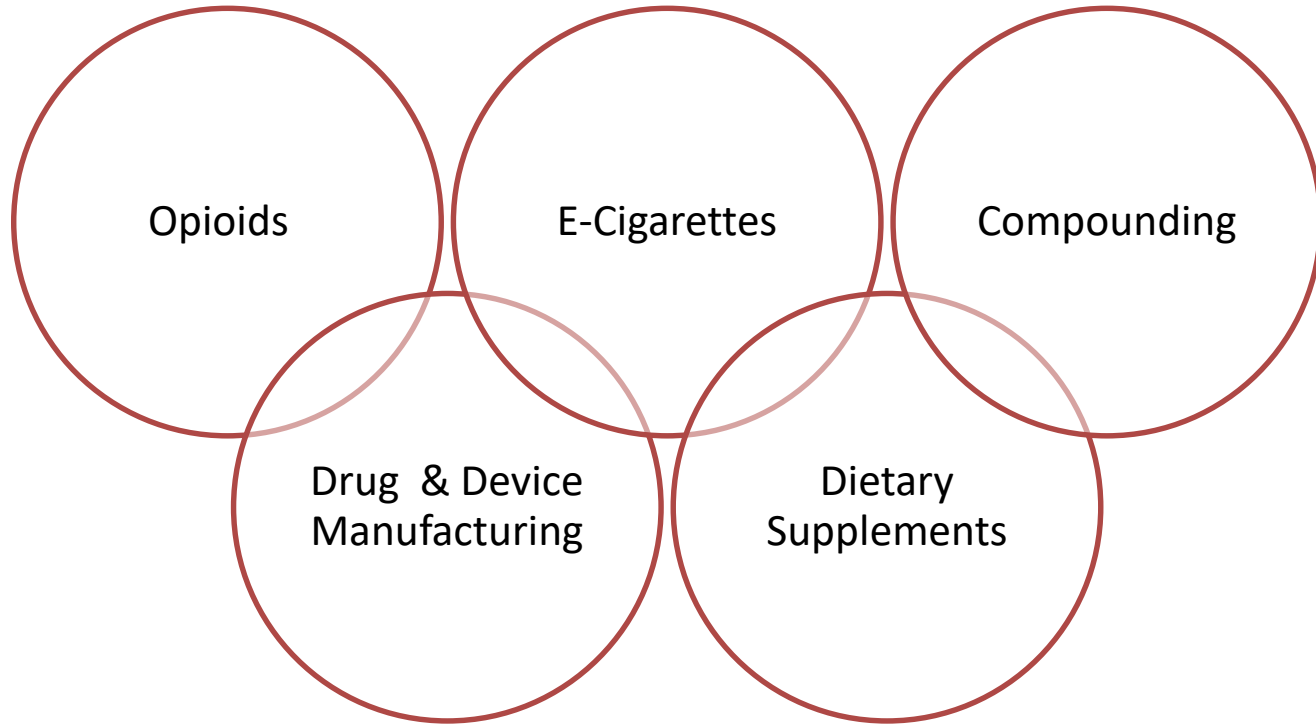 Opioids
E-Cigarettes
Compounding
Drug & Device
Manufacturing
Dietary
Supplements